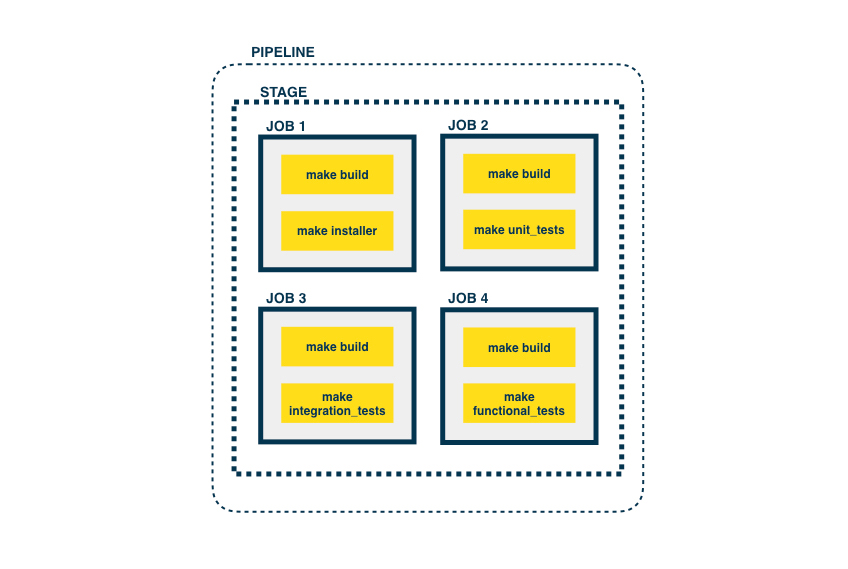 PIPELINE
STAGE
JOB 1
make build
make installer
JOB 2
make build
make unit_tests
JOB 3
make build
make
integration_tests
JOB 4
make build
make
functional_tests